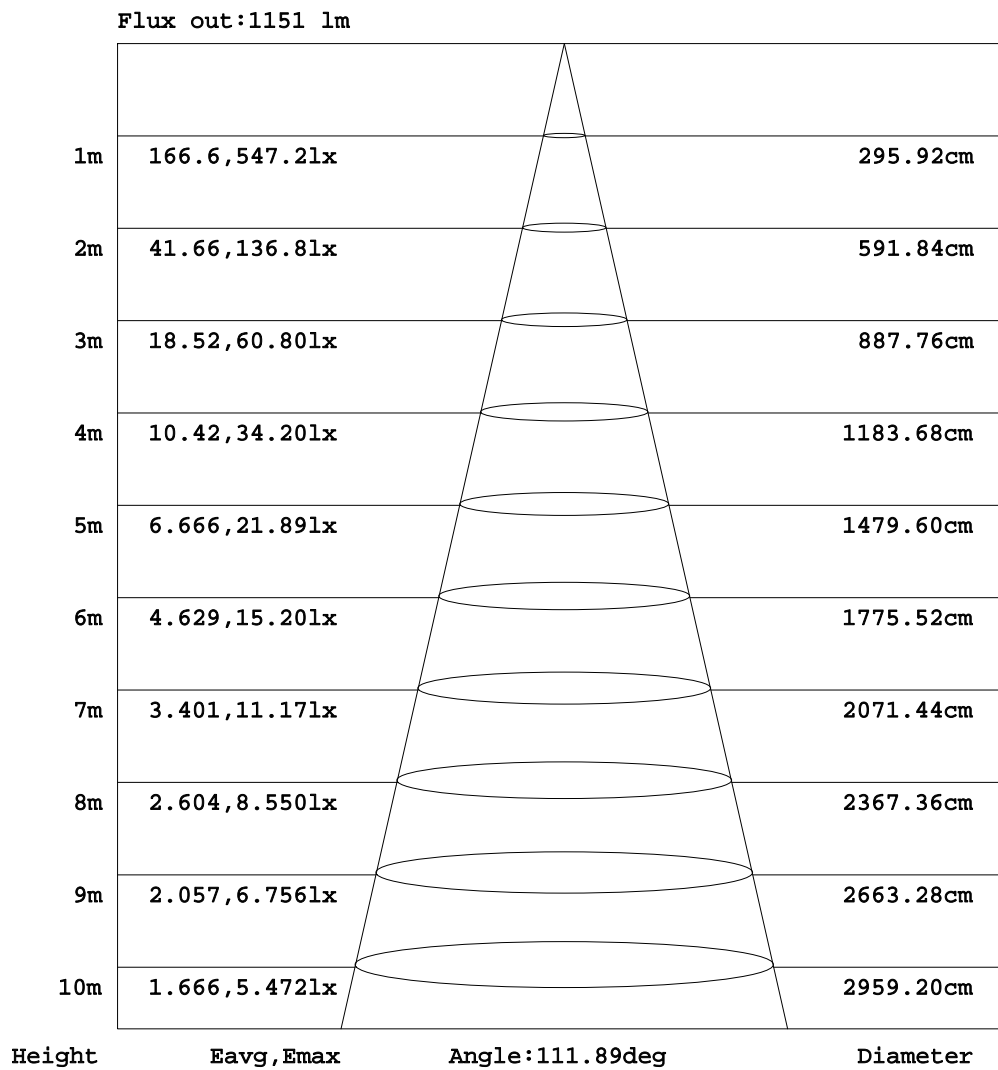 Flux out:1151 lm
1m 166.6,547.2lx 295.92cm
2m 41.66,136.8lx 591.84cm
3m 18.52,60.80lx 887.76cm
4m 10.42,34.20lx 1183.68cm
5m 6.666,21.89lx 1479.60cm
6m 4.629,15.20lx 1775.52cm
7m 3.401,11.17lx 2071.44cm
8m 2.604,8.550lx 2367.36cm
9m 2.057,6.756lx 2663.28cm
10m 1.666,5.472lx 2959.20cm
Height Eavg,Emax Angle:111.89deg Diameter